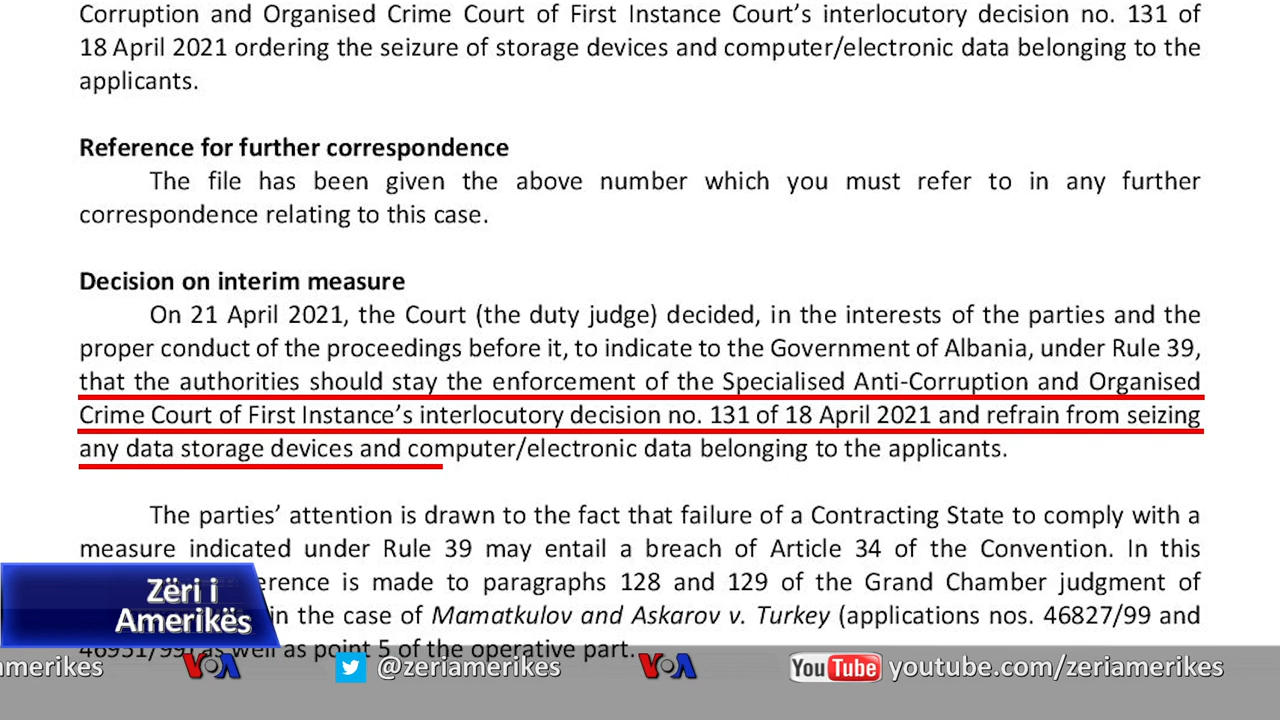 Corruption and Organised Crime Court of First Instance Court’s interlocutory decision no. 131 of
18 April 2021 ordering the seizure of storage devices and computer/electronic data belonging to the
applicants.
Reference for further correspondence
The file has been given the above number which you must refer to in any further
correspondence relating to this case.
Decision on interim measure
On 21 April 2021, the Court (the duty judge) decided, in the interests of the parties and the
proper conduct of the proceedings before it, to indicate to the Government of Albania, under Rule 39,
that the authorities should stay the enforcement of the Specialised Anti-Corruption and Organised
Crime Court of First Instance’s interlocutory decision no. 131 of 18 April 2021 and refrain from seizing
any data storage devices and computer/electronic data belonging to the applicants.
The parties’ attention is drawn to the fact that failure of a Contracting State to comply with a
measure indicated under Rule 39 may entail a breach of Article 34 of the Convention. In this
erence is made to paragraphs 128 and 129 of the Grand Chamber judgment of
in the case of Mamatkulov and Askarov v. Turkey (applications nos. 46827/99 and
46951/99) as well as point 5 of the operative part.
Zëri i
Amerikës
amerikes VOA @zeriamerikes VOA YouTube youtube.com/zeriamerikes